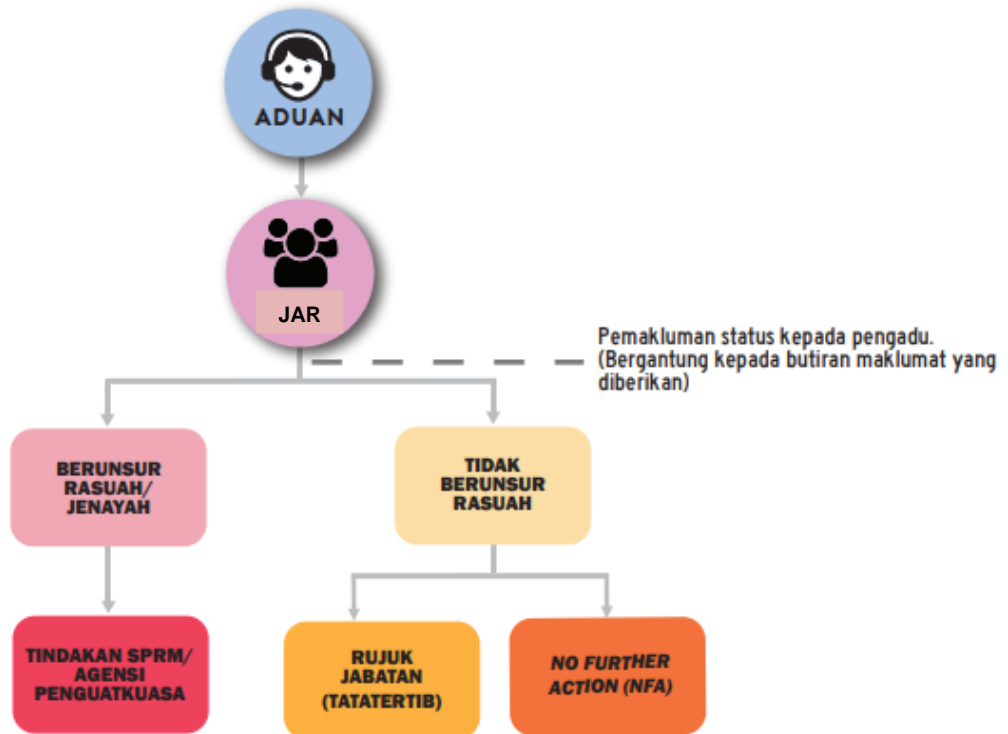 ADUAN
JAR
Pemakluman status kepada pengadu.
(Bergantung kepada butiran maklumat yang
diberikan)
BERUNSUR
RASUAH/
JENAYAH
TIDAK
BERUNSUR
RASUAH
TINDAKAN SPRM/
AGENSI
PENGUATKUASA
RUJUK
JABATAN
(TATATERTIB)
NO FURTHER
ACTION (NFA)